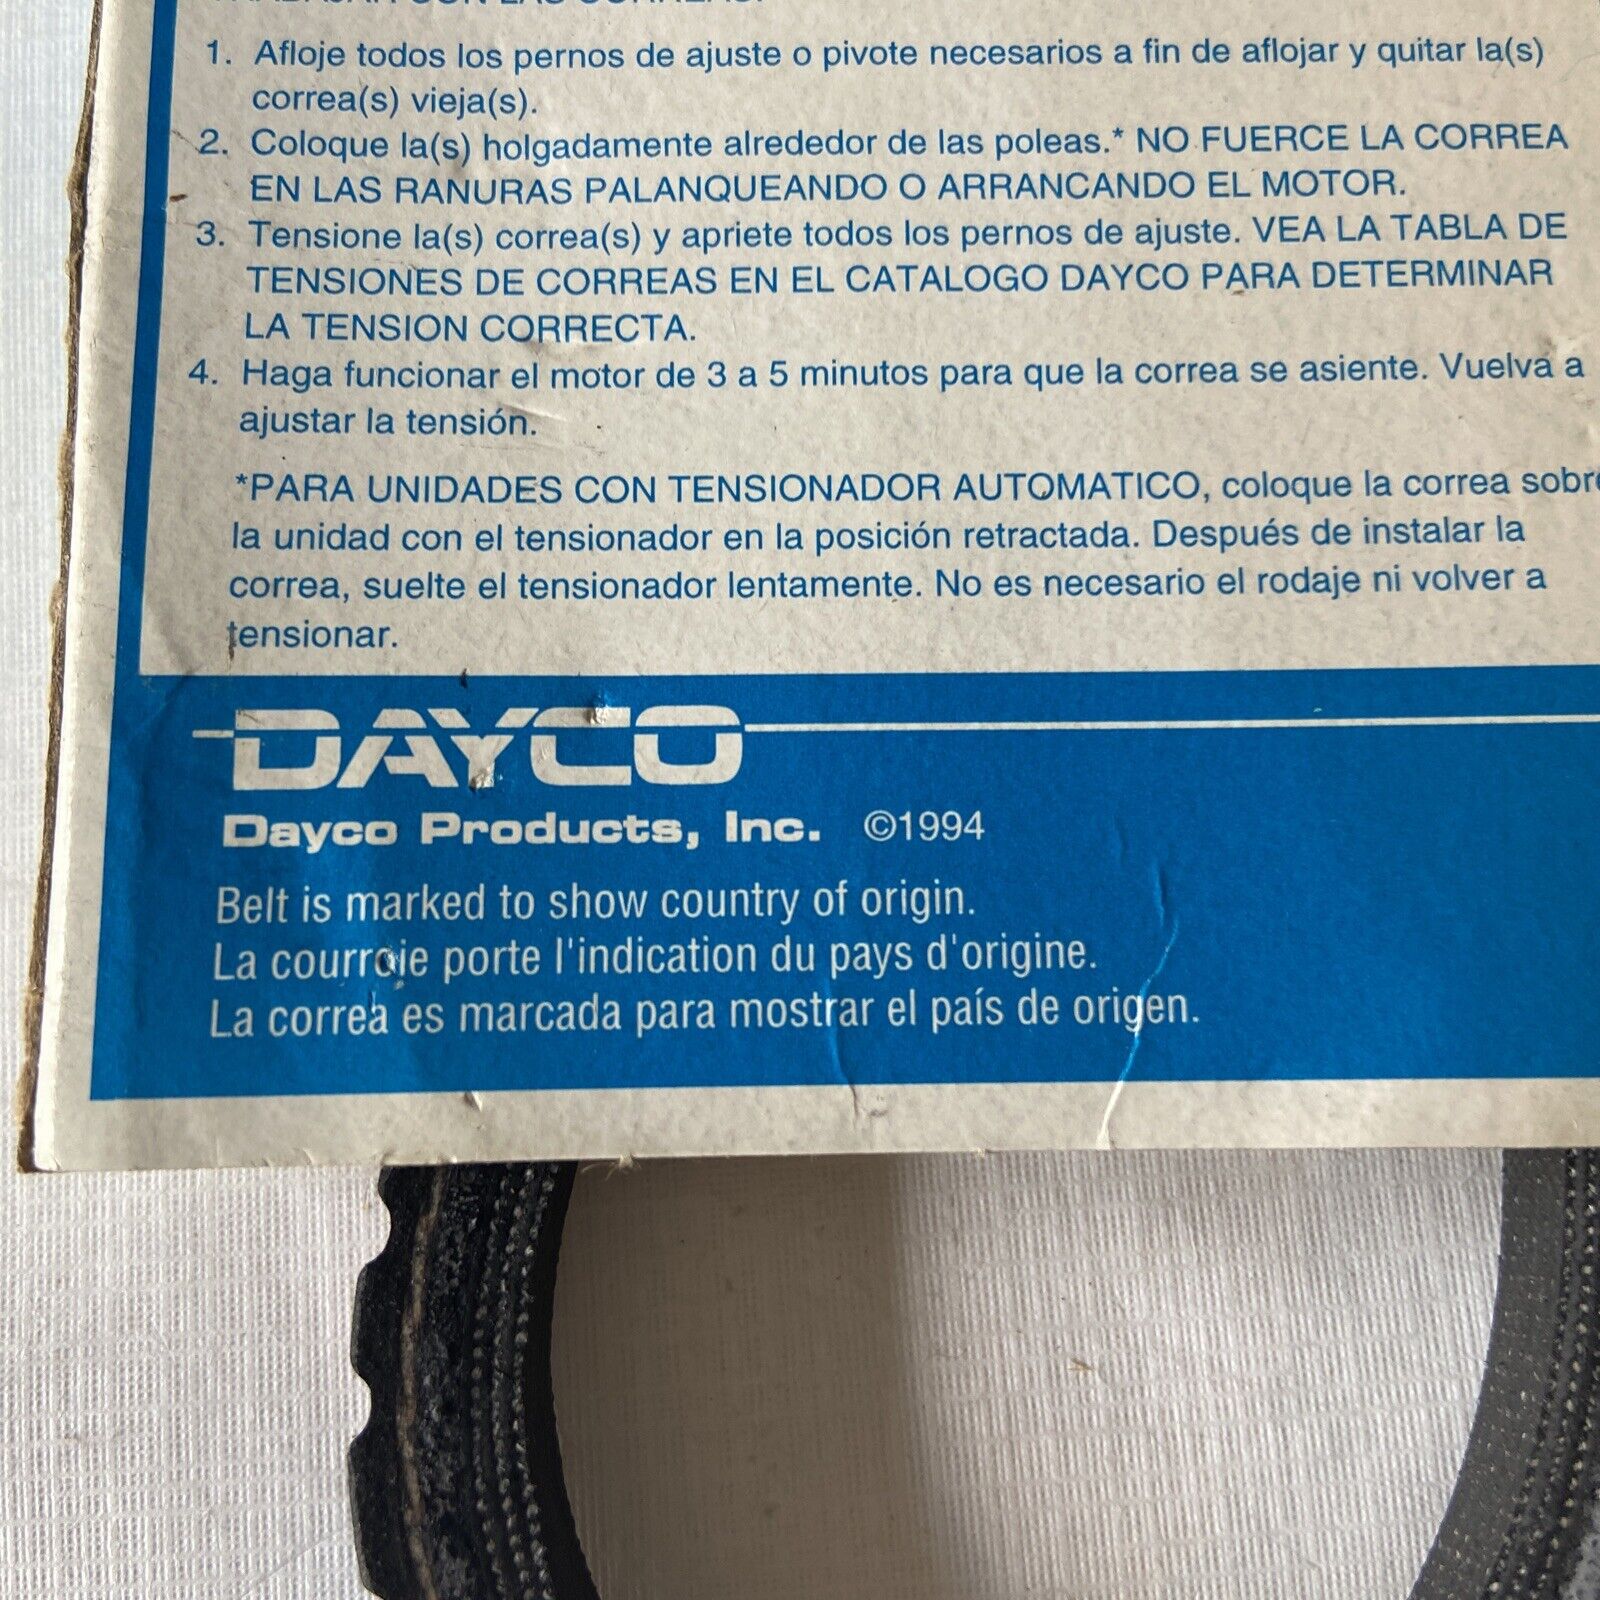 TRABAJAR CON LAS CORREAS.
1. Afloje todos los pernos de ajuste o pivote necesarios a fin de aflojar y quitar la(s)
correa(s) vieja(s).
2. Coloque la(s) holgadamente alrededor de las poleas.* NO FUERCE LA CORREA
EN LAS RANURAS PALANQUEANDO O ARRANCANDO EL MOTOR.
3. Tensione la(s) correa(s) y apriete todos los pernos de ajuste. VEA LA TABLA DE
TENSIONES DE CORREAS EN EL CATALOGO DAYCO PARA DETERMINAR
LA TENSION CORRECTA.
4. Haga funcionar el motor de 3 a 5 minutos para que la correa se asiente. Vuelva a
ajustar la tensión.
*PARA UNIDADES CON TENSIONADOR AUTOMATICO, coloque la correa sobre
la unidad con el tensionador en la posición retractada. Después de instalar la
correa, suelte el tensionador lentamente. No es necesario el rodaje ni volver a
tensionar.
DAYCO
Dayco Products, Inc. ©1994
Belt is marked to show country of origin.
La courroie porte l'indication du pays d'origine.
La correa es marcada para mostrar el país de origen.